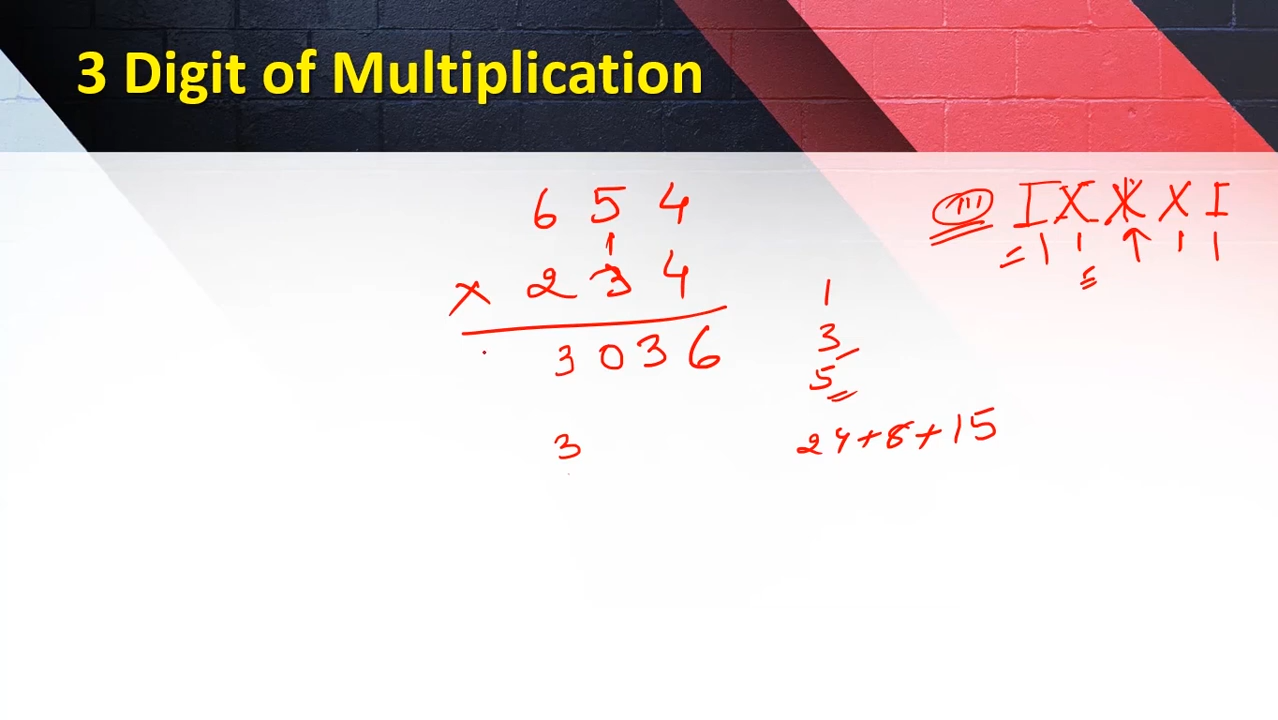 3 Digit of Multiplication
6 5 4
III I X X X I
× 2 3 4
1
3 0 3 6
3
5
3
24+8+15